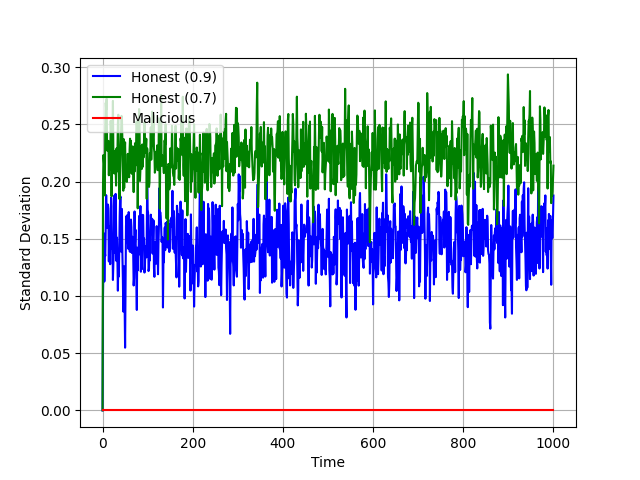 Honest (0.9)
Honest (0.7)
Malicious
0.30
0.25
0.20
0.15
0.10
0.05
0.00
Standard Deviation
0 200 400 600 800 1000
Time